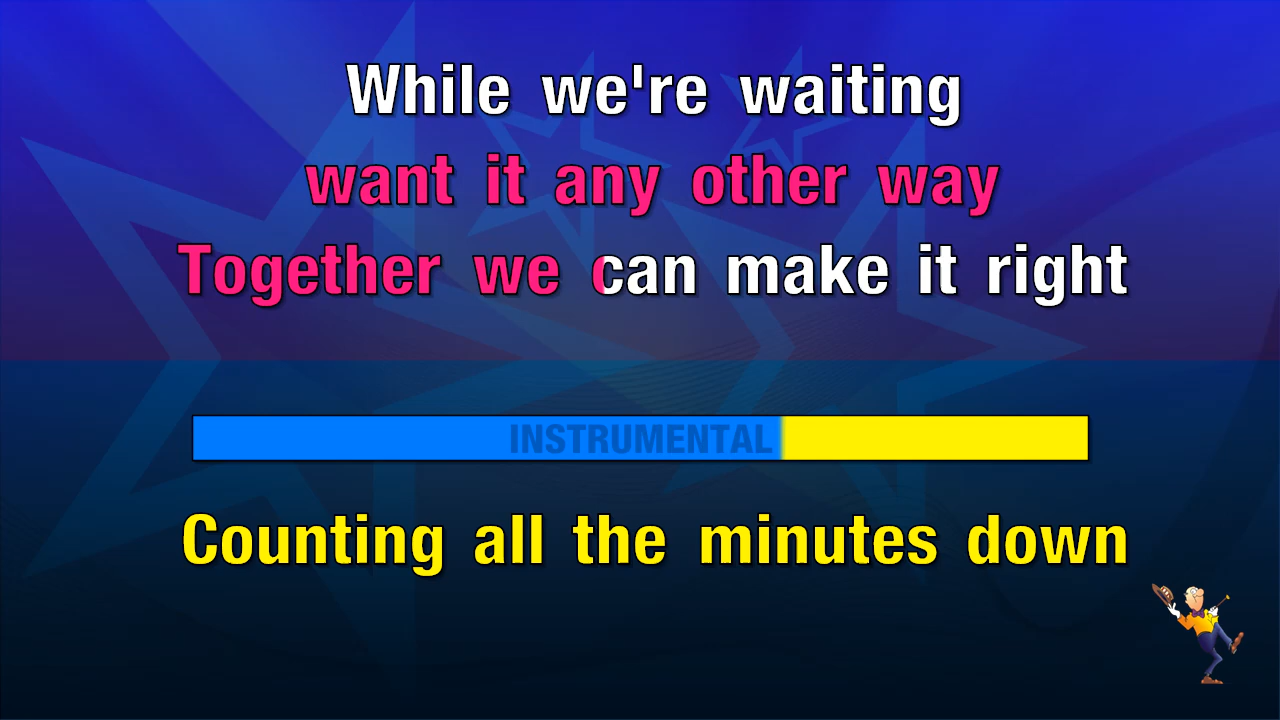 While we're waiting
want it any other way
Together we can make it right
INSTRUMENTAL
Counting all the minutes down